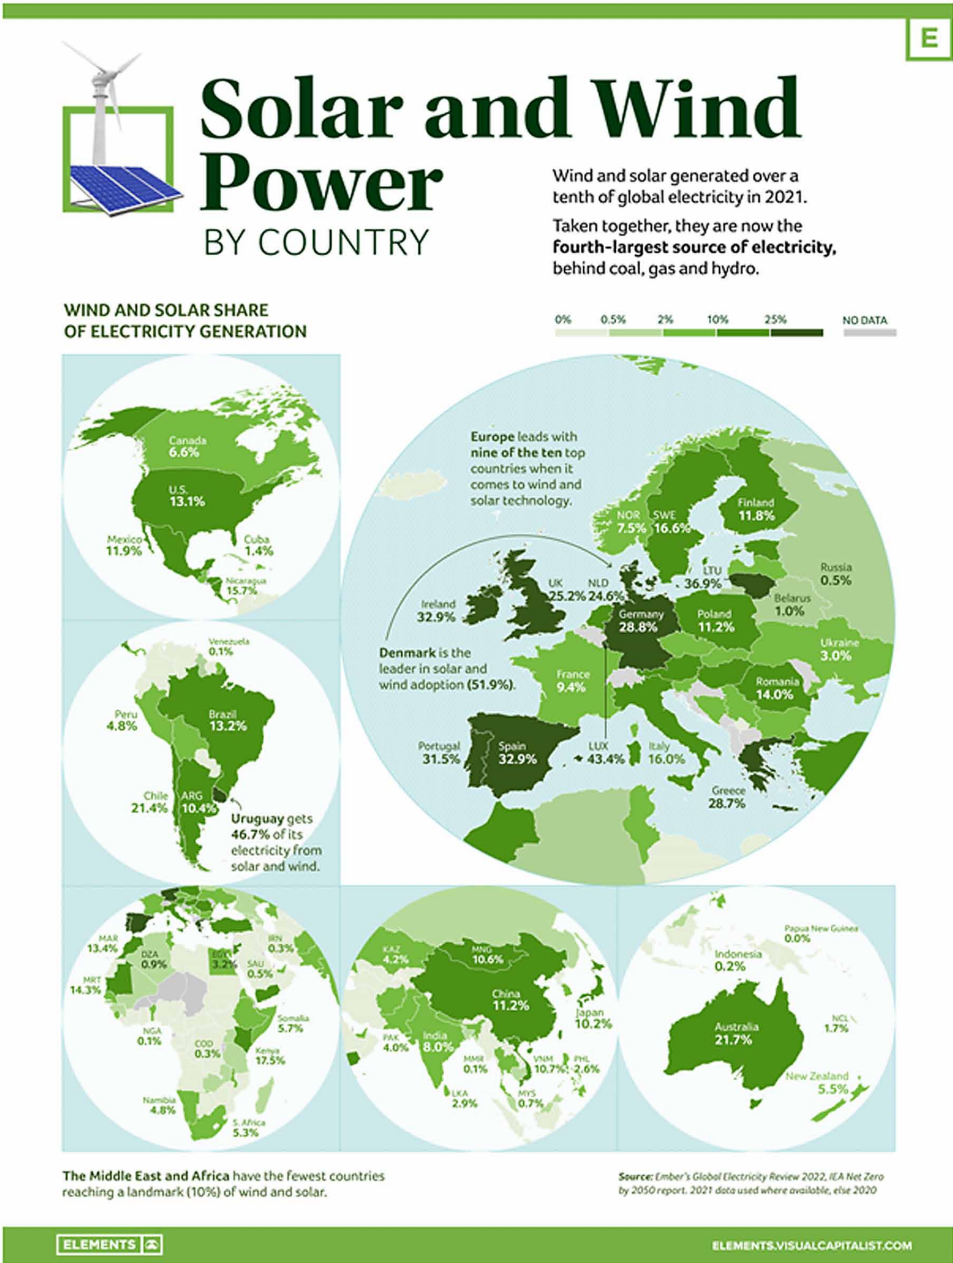 E
Solar and Wind
Power
BY COUNTRY
Wind and solar generated over a
tenth of global electricity in 2021.
Taken together, they are now the
fourth-largest source of electricity,
behind coal, gas and hydro.
WIND AND SOLAR SHARE
OF ELECTRICITY GENERATION
0% 0.5% 2% 10% 25% NO DATA
Canada
6.6%
U.S.
13.1%
Mexico
11.9%
Cuba
1.4%
Nicaragua
15.7%
Europe leads with
nine of the ten top
countries when it
comes to wind and
solar technology.
NOR
7.5%
SWE
16.6%
Finland
11.8%
Russia
0.5%
LTU
36.9%
Belarus
1.0%
UK
25.2%
NLD
24.6%
Ireland
32.9%
Germany
28.8%
Poland
11.2%
Ukraine
3.0%
Denmark is the
leader in solar and
wind adoption (51.9%).
France
9.4%
Romania
14.0%
Portugal
31.5%
Spain
32.9%
LUX
43.4%
Italy
16.0%
Greece
28.7%
Venezuela
0.1%
Peru
4.8%
Brazil
13.2%
Chile
21.4%
ARG
10.4%
Uruguay gets
46.7% of its
electricity from
solar and wind.
MAR
13.4%
DZA
0.9%
EGY
3.2%
IRN
0.3%
SAU
0.5%
MRT
14.3%
Somalia
5.7%
NGA
0.1%
COD
0.3%
Kenya
17.5%
Namibia
4.8%
S. Africa
5.3%
KAZ
4.2%
MNG
10.6%
China
11.2%
Japan
10.2%
PAK
4.0%
India
8.0%
MMR
0.1%
VNM
10.7%
PHL
2.6%
LKA
2.9%
MYS
0.7%
Papua New Guinea
0.0%
Indonesia
0.2%
Australia
21.7%
NCL
1.7%
New Zealand
5.5%
The Middle East and Africa have the fewest countries
reaching a landmark (10%) of wind and solar.
Source: Ember's Global Electricity Review 2022, IEA Net Zero
by 2050 report. 2021 data used where available, else 2020
ELEMENTS
ELEMENTS.VISUALCAPITALIST.COM